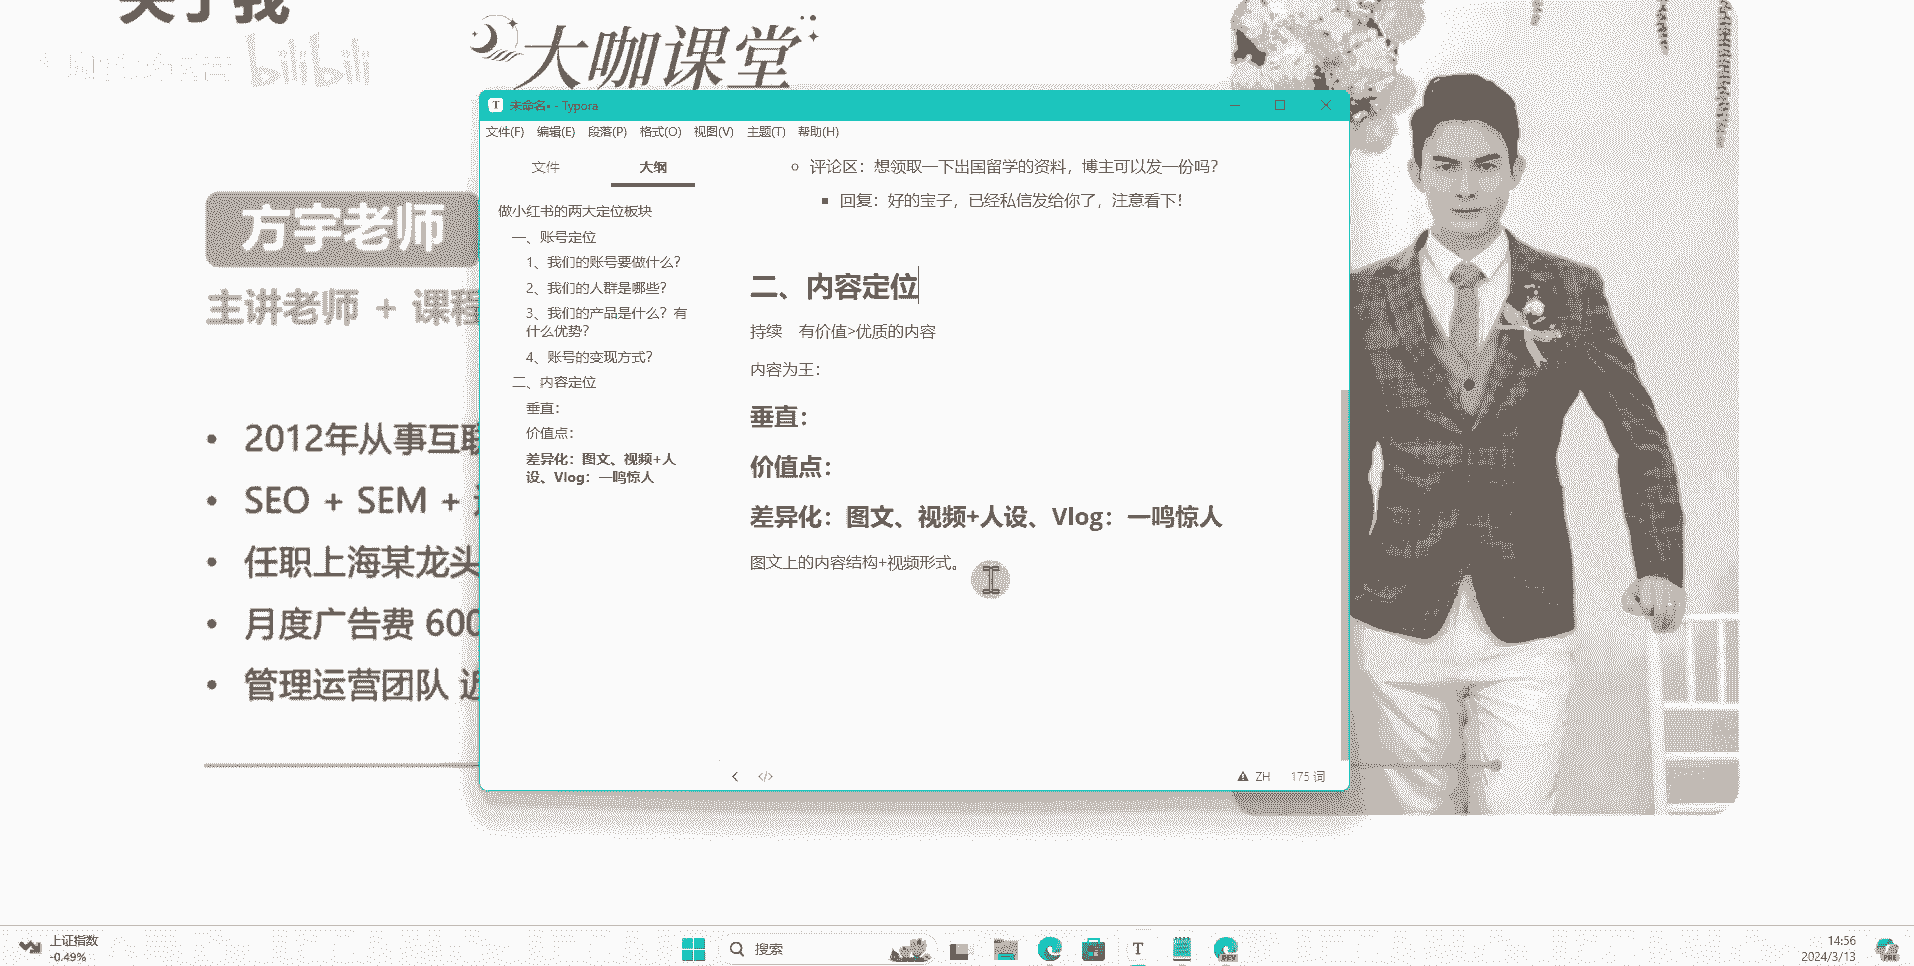 关于我
bilibili
大咖课堂
方宇老师
主讲老师 + 课程
2012年从事互联
SEO + SEM +
任职上海某龙头
月度广告费 600
管理运营团队 近
T 未命名• - Typora
文件(F) 编辑(E) 段落(P) 格式(O) 视图(V) 主题(T) 帮助(H)
文件 大纲
做小红书的两大定位板块
一、账号定位
1、我们的账号要做什么？
2、我们的人群是哪些？
3、我们的产品是什么？有
什么优势？
4、账号的变现方式？
二、内容定位
垂直：
价值点：
差异化：图文、视频+人
设、Vlog：一鸣惊人
评论区：想领取一下出国留学的资料，博主可以发一份吗？
回复：好的宝子，已经私信发给你了，注意看下！
二、内容定位
持续 有价值>优质的内容
内容为王：
垂直：
价值点：
差异化：图文、视频+人设、Vlog：一鸣惊人
图文上的内容结构+视频形式。
ZH 175 词
上证指数
-0.49%
搜索
T
DEV
14:56
2024/3/13
PRE